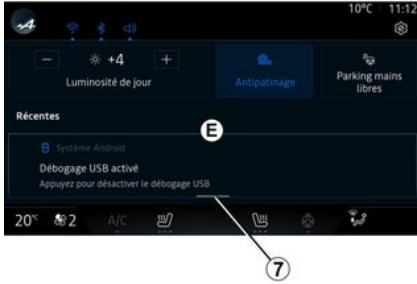 10°C 11:12
− +4 +
Luminosité de jour
Antipatinage
Parking mains
libres
Récentes
E
Système Android
Débogage USB activé
Appuyez pour désactiver le débogage USB
20°C 2 A/C
7